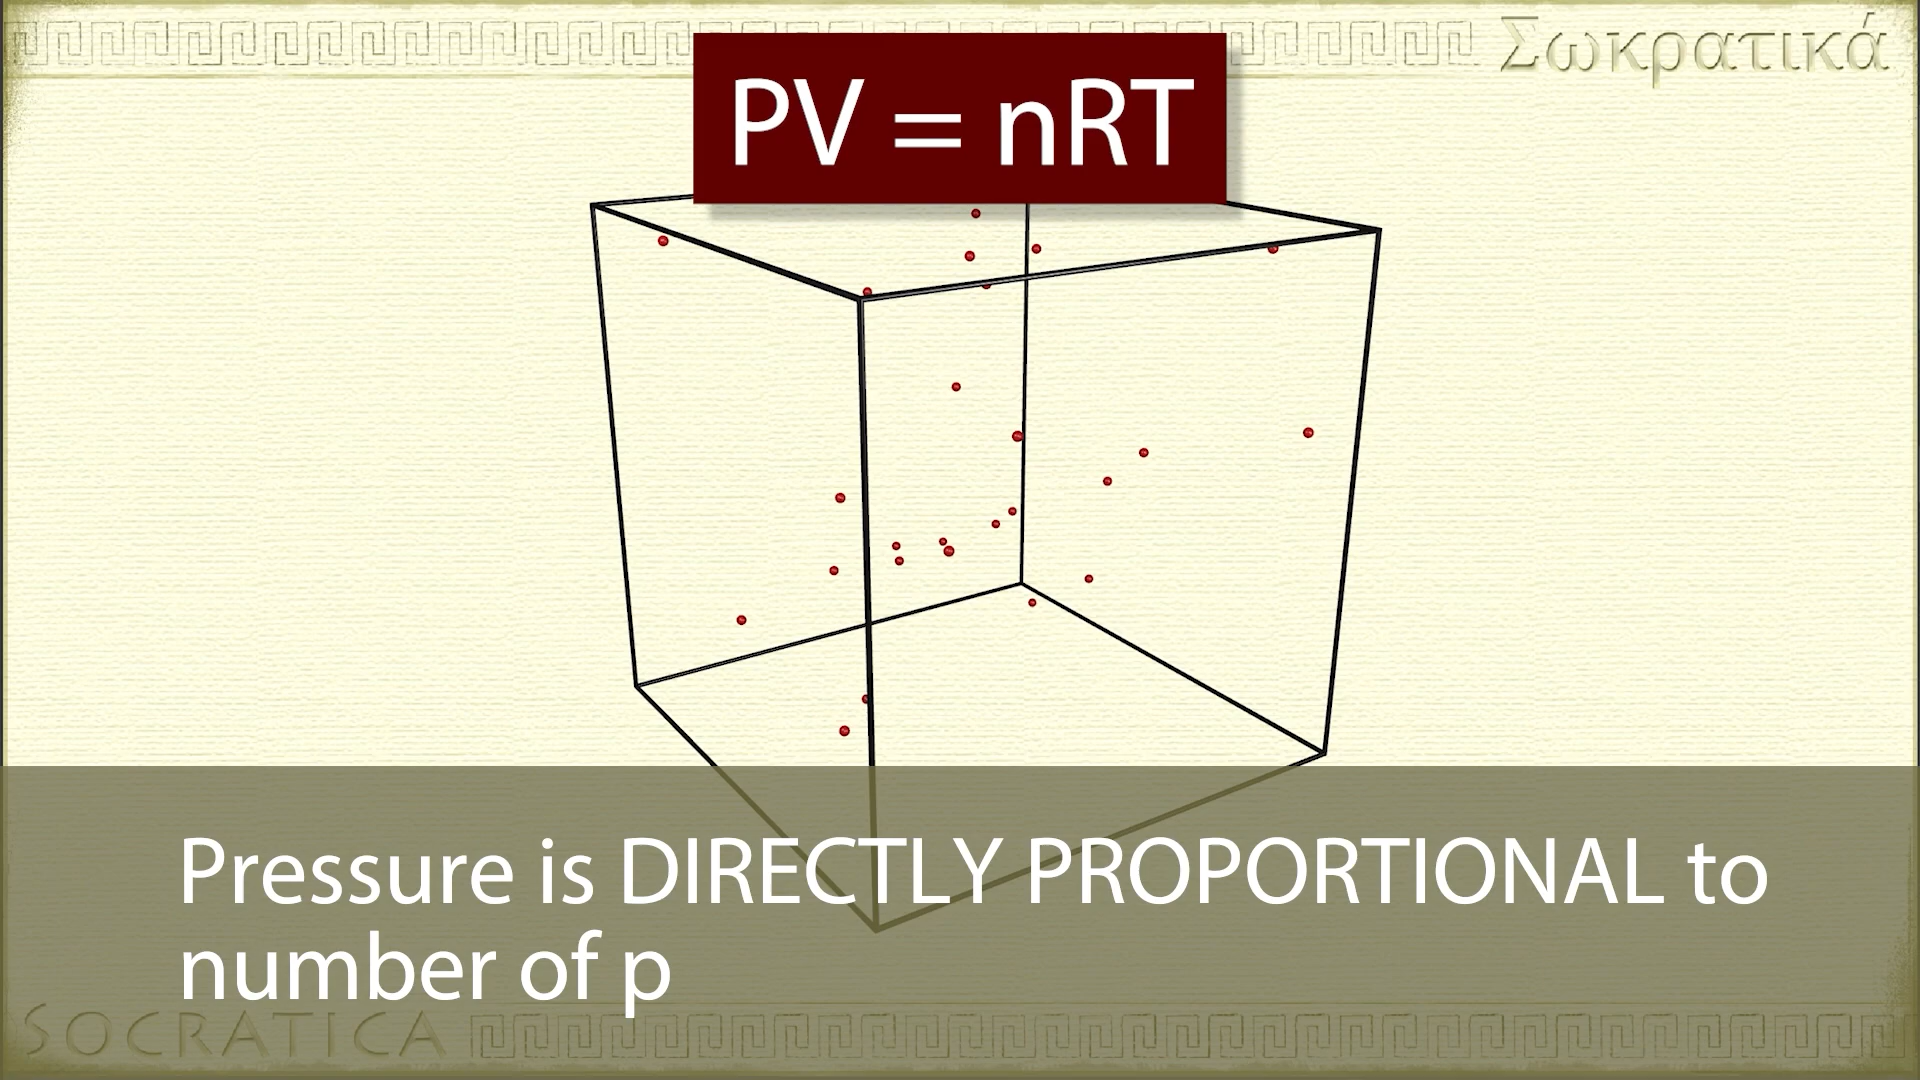 Σωκρατικά
PV = nRT
Pressure is DIRECTLY PROPORTIONAL to
number of p
SOCRATICA